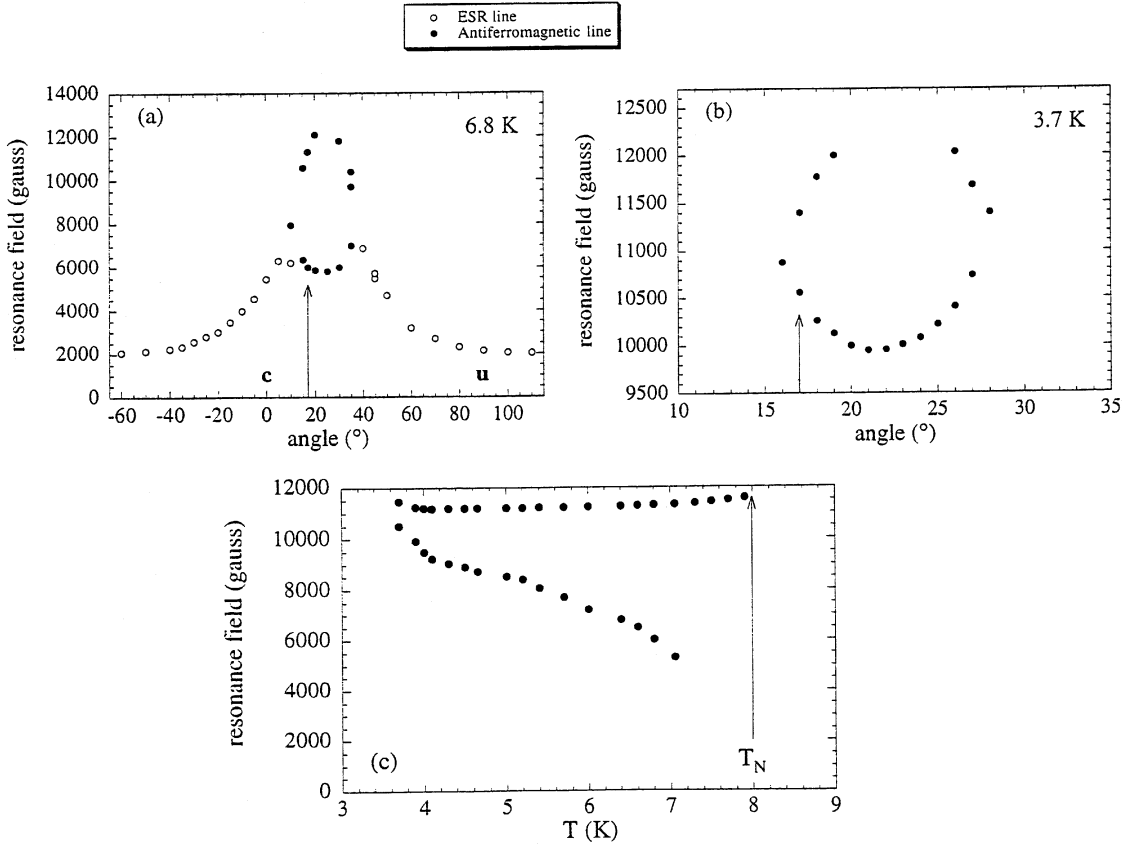 ESR line
Antiferromagnetic line
(a)
6.8 K
14000
12000
10000
8000
6000
4000
2000
0
resonance field (gauss)
c
u
-60 -40 -20 0 20 40 60 80 100
angle (°)
(b)
3.7 K
12500
12000
11500
11000
10500
10000
9500
resonance field (gauss)
10 15 20 25 30 35
angle (°)
12000
10000
8000
6000
4000
2000
0
resonance field (gauss)
(c)
T_N
3 4 5 6 7 8 9
T (K)